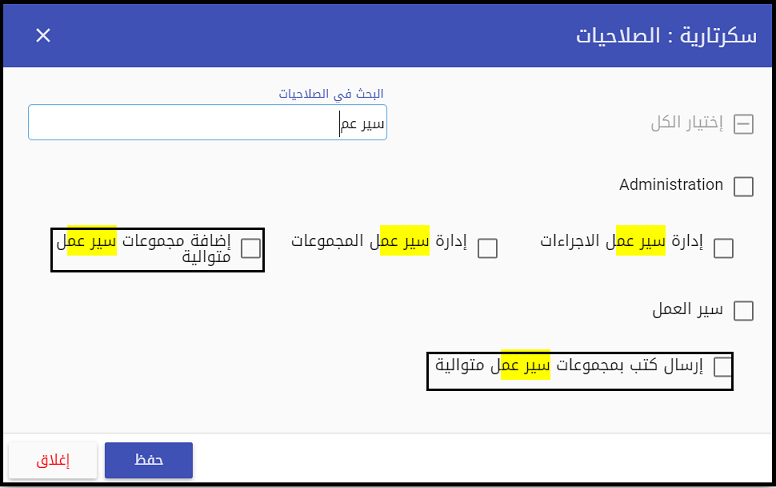 سكرتارية : الصلاحيات
البحث في الصلاحيات
سير عم
إختيار الكل
Administration
إدارة سير عمل الاجراءات
إدارة سير عمل المجموعات
إضافة مجموعات سير عمل
متوالية
سير العمل
إرسال كتب بمجموعات سير عمل متوالية
حفظ
إغلاق